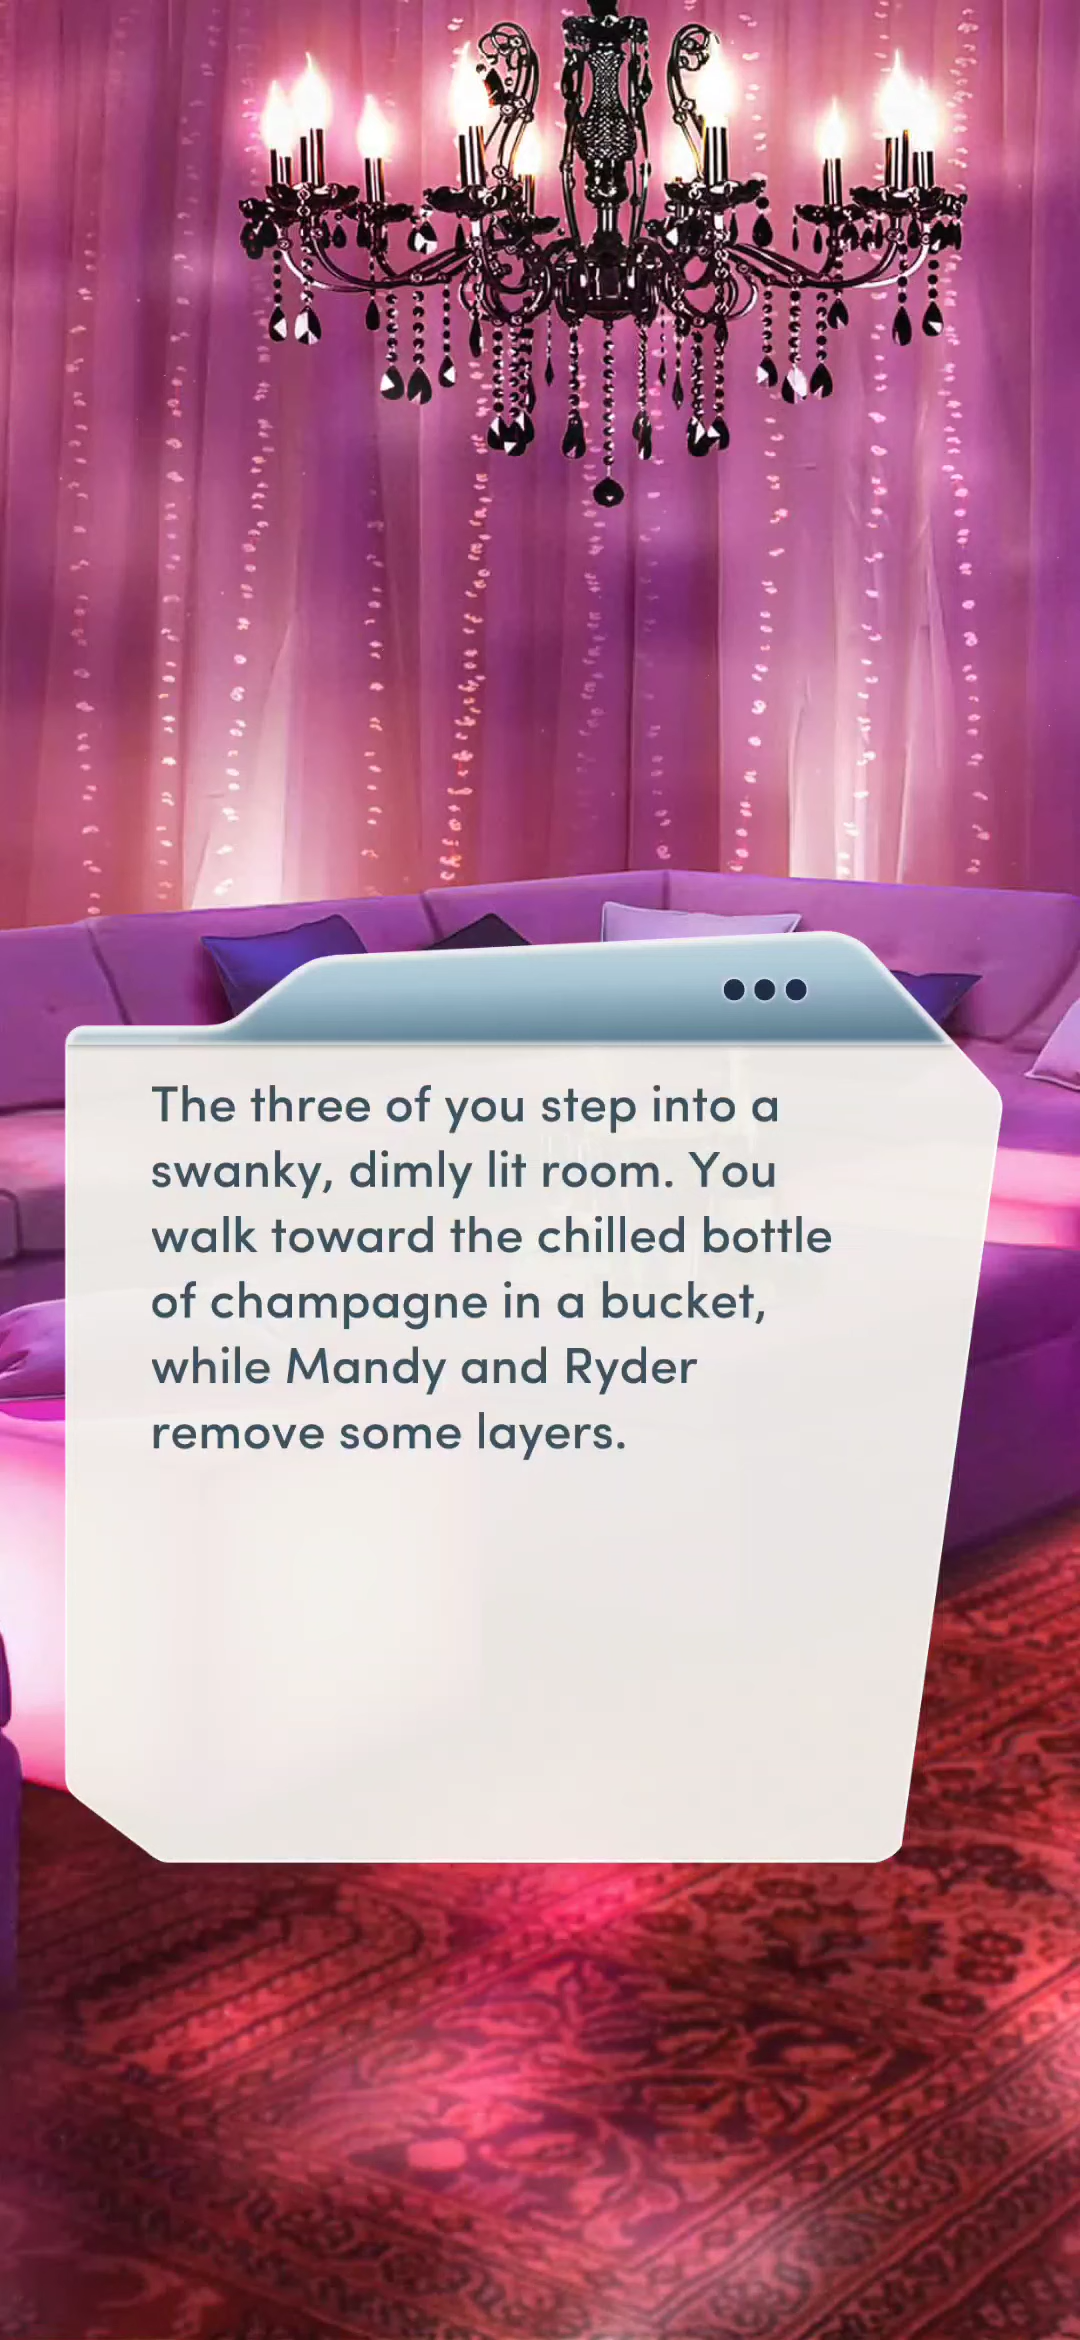 The three of you step into a
swanky, dimly lit room. You
walk toward the chilled bottle
of champagne in a bucket,
while Mandy and Ryder
remove some layers.